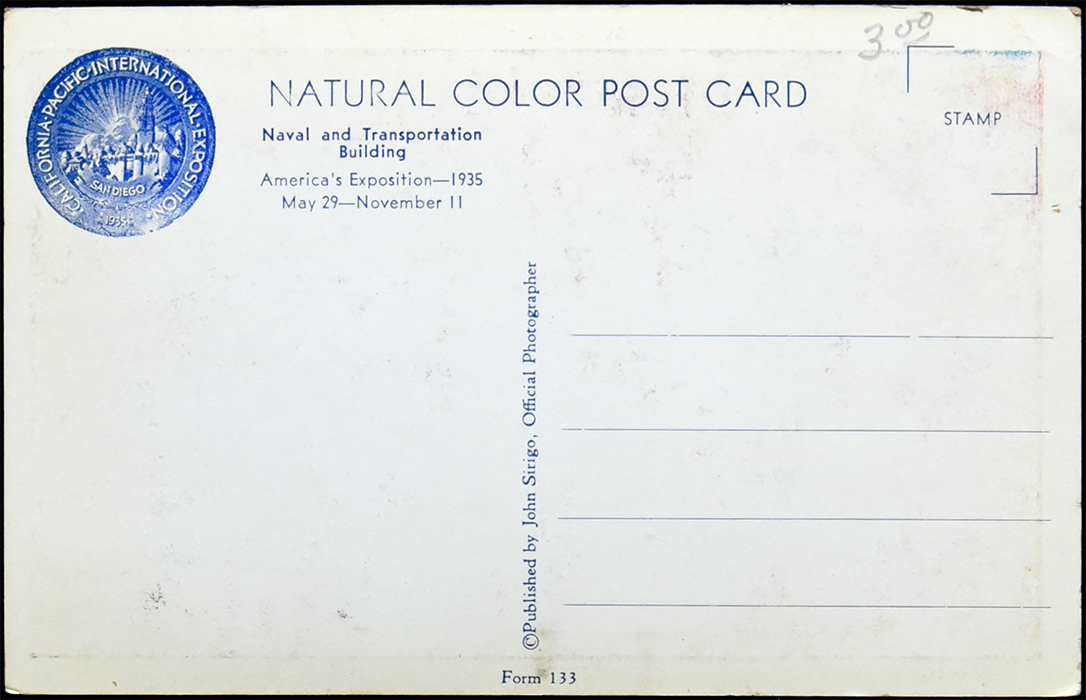 3.00
CALIFORNIA·PACIFIC·INTERNATIONAL·EXPOSITION
SAN DIEGO
1935
NATURAL COLOR POST CARD
Naval and Transportation
Building
America's Exposition—1935
May 29—November 11
STAMP
©Published by John Sirigo, Official Photographer
Form 133